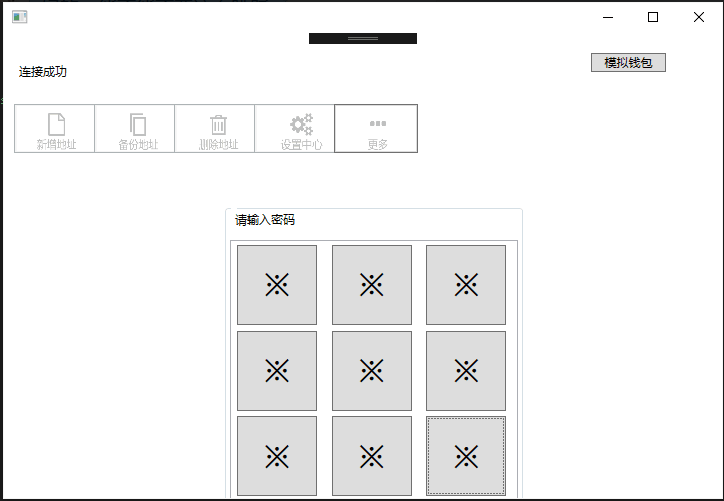 连接成功
模拟钱包
新增地址 备份地址 删除地址 设置中心 更多
请输入密码
※ ※ ※
※ ※ ※
※ ※ ※